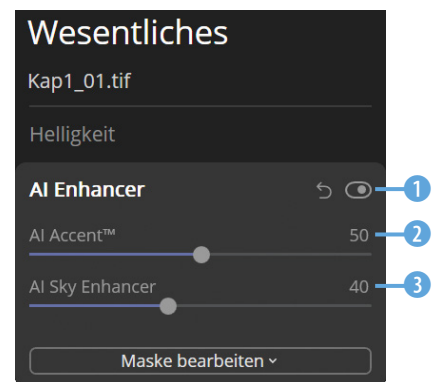 Wesentliches
Kap1_01.tif
Helligkeit
AI Enhancer 1
AI Accent™ 50 2
AI Sky Enhancer 40 3
Maske bearbeiten